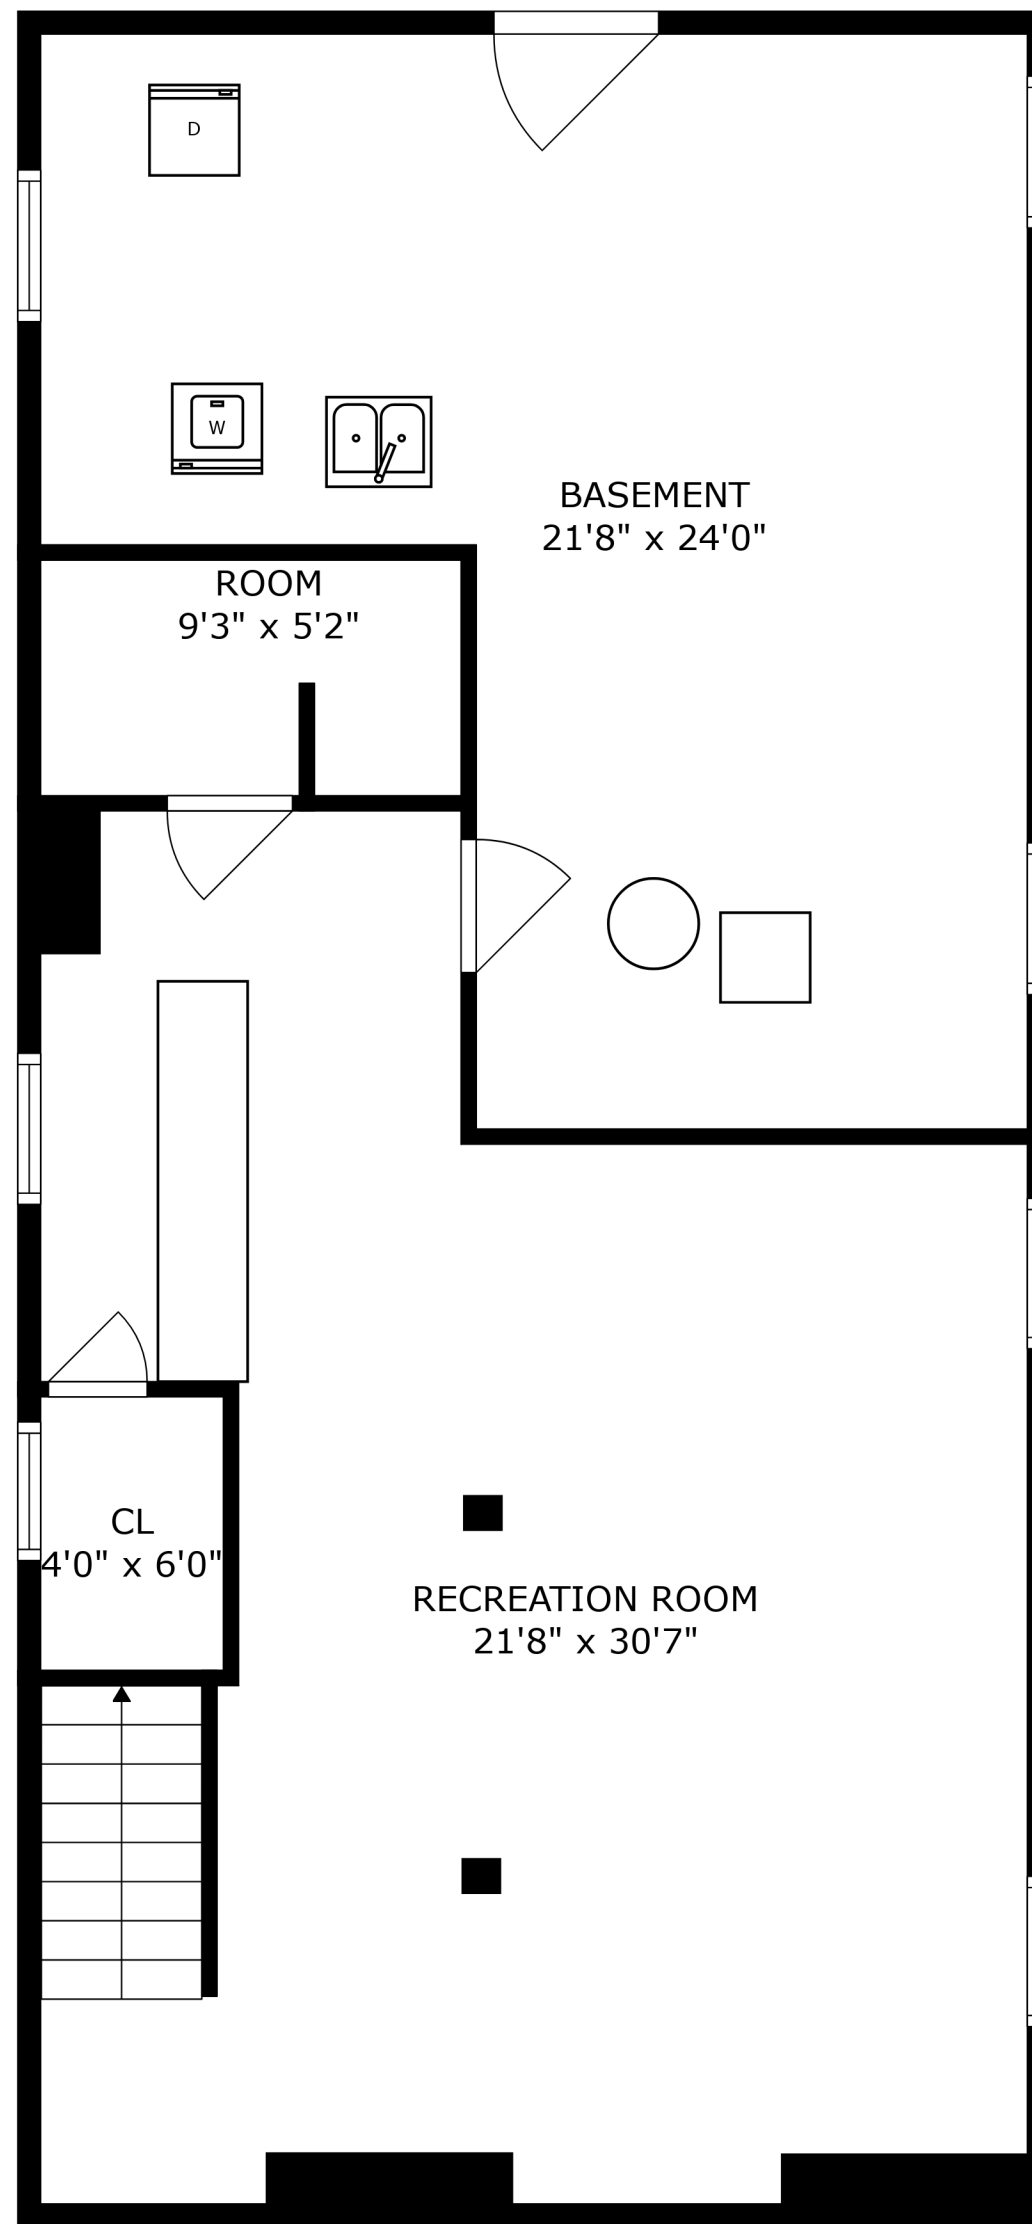 D
W
BASEMENT
21'8" x 24'0"
ROOM
9'3" x 5'2"
CL
4'0" x 6'0"
RECREATION ROOM
21'8" x 30'7"